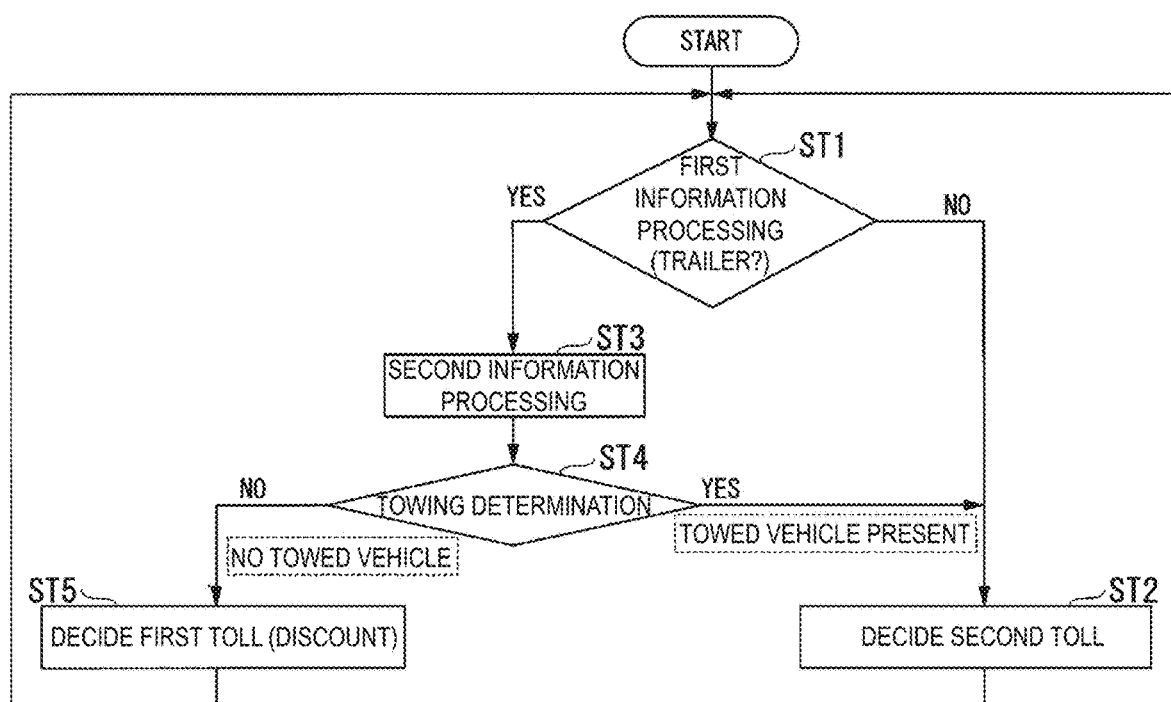 START
ST1
FIRST
INFORMATION
PROCESSING
(TRAILER?)
YES
NO
ST3
SECOND INFORMATION
PROCESSING
ST4
TOWING DETERMINATION
NO
YES
NO TOWED VEHICLE
TOWED VEHICLE PRESENT
ST5
DECIDE FIRST TOLL (DISCOUNT)
ST2
DECIDE SECOND TOLL